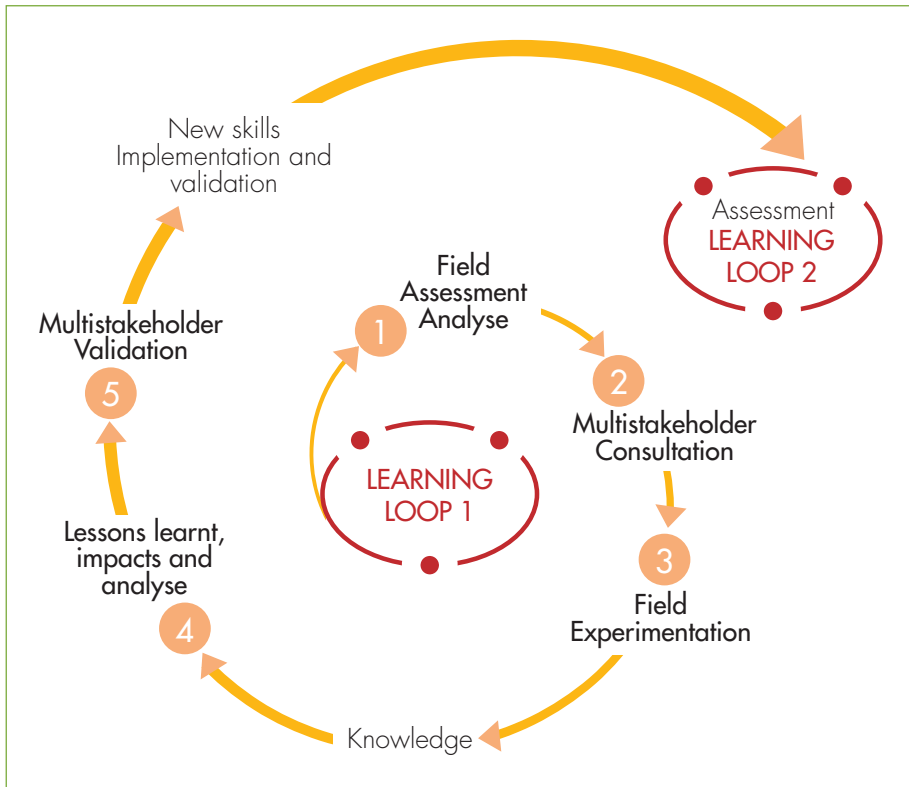 New skills
Implementation and
validation
Assessment
LEARNING
LOOP 2
Field
Assessment
Analyse
1
2
Multistakeholder
Consultation
3
Field
Experimentation
Knowledge
4
Lessons learnt,
impacts and
analyse
5
Multistakeholder
Validation
LEARNING
LOOP 1